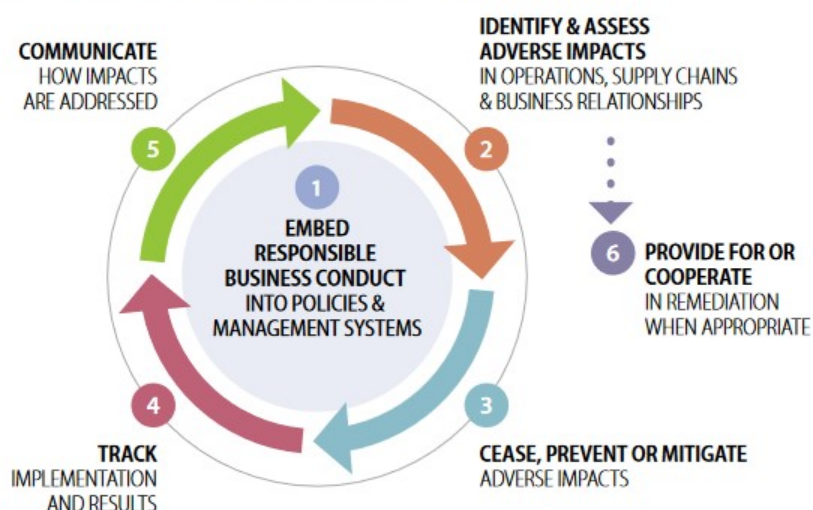 COMMUNICATE
HOW IMPACTS
ARE ADDRESSED
5
IDENTIFY & ASSESS
ADVERSE IMPACTS
IN OPERATIONS, SUPPLY CHAINS
& BUSINESS RELATIONSHIPS
2
1
EMBED
RESPONSIBLE
BUSINESS CONDUCT
INTO POLICIES &
MANAGEMENT SYSTEMS
6
PROVIDE FOR OR
COOPERATE
IN REMEDIATION
WHEN APPROPRIATE
4
TRACK
IMPLEMENTATION
AND RESULTS
3
CEASE, PREVENT OR MITIGATE
ADVERSE IMPACTS